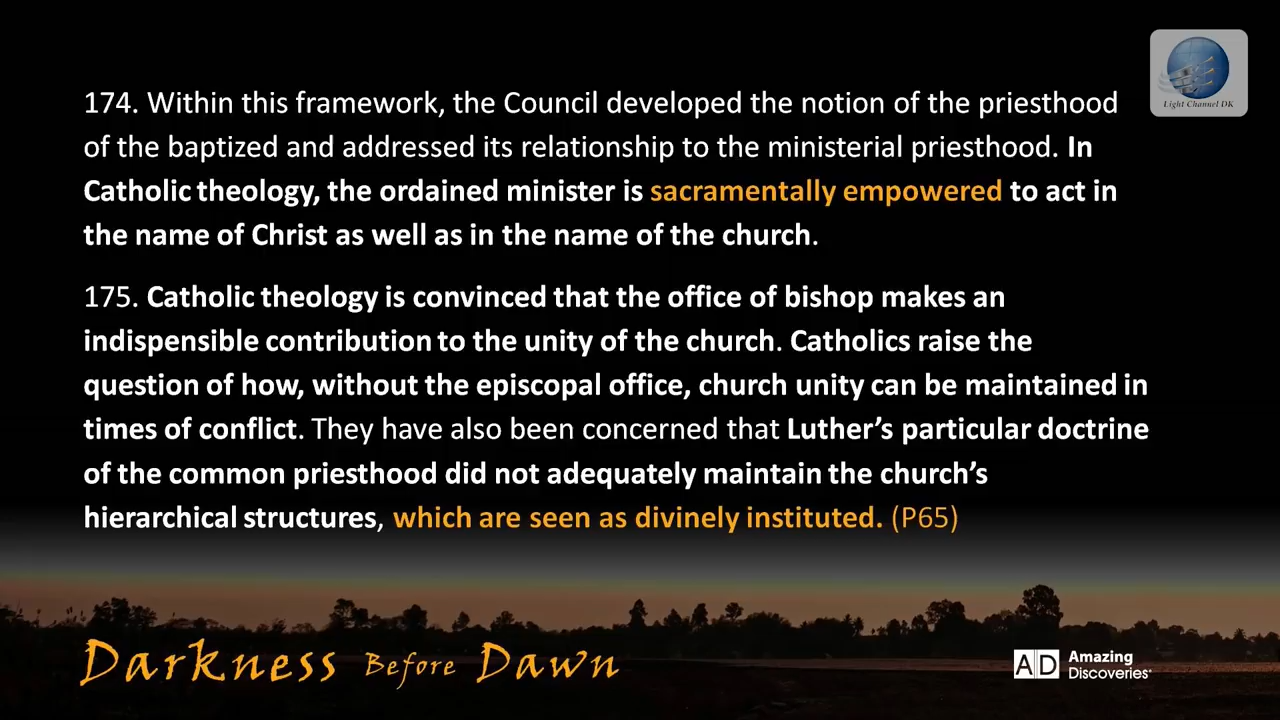 Light Channel DK
174. Within this framework, the Council developed the notion of the priesthood
of the baptized and addressed its relationship to the ministerial priesthood. In
Catholic theology, the ordained minister is sacramentally empowered to act in
the name of Christ as well as in the name of the church.
175. Catholic theology is convinced that the office of bishop makes an
indispensible contribution to the unity of the church. Catholics raise the
question of how, without the episcopal office, church unity can be maintained in
times of conflict. They have also been concerned that Luther’s particular doctrine
of the common priesthood did not adequately maintain the church’s
hierarchical structures, which are seen as divinely instituted. (P65)
Darkness Before Dawn
AD Amazing
Discoveries